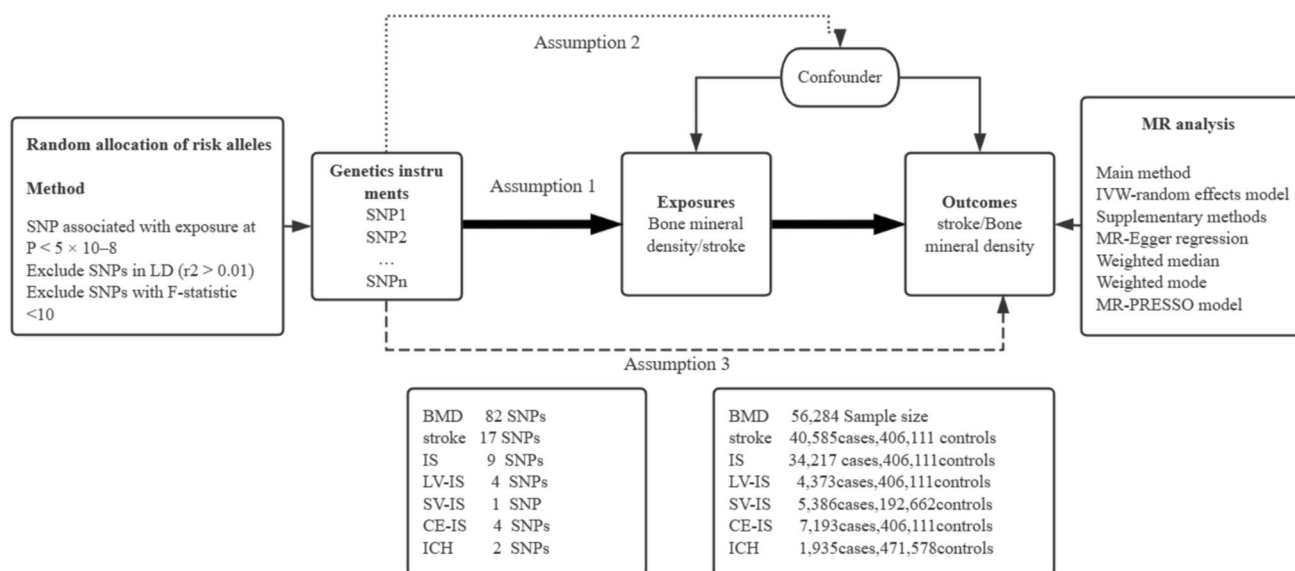 Assumption 2
Confounder
Random allocation of risk alleles
Method
SNP associated with exposure at
P < 5 × 10–8
Exclude SNPs in LD (r2 > 0.01)
Exclude SNPs with F-statistic
<10
Genetics instru
ments
SNP1
SNP2
...
SNPn
Assumption 1
Exposures
Bone mineral
density/stroke
Outcomes
stroke/Bone
mineral density
MR analysis
Main method
IVW-random effects model
Supplementary methods
MR-Egger regression
Weighted median
Weighted mode
MR-PRESSO model
Assumption 3
BMD 82 SNPs
stroke 17 SNPs
IS 9 SNPs
LV-IS 4 SNPs
SV-IS 1 SNP
CE-IS 4 SNPs
ICH 2 SNPs
BMD 56,284 Sample size
stroke 40,585cases,406,111 controls
IS 34,217 cases,406,111controls
LV-IS 4,373cases,406,111controls
SV-IS 5,386cases,192,662controls
CE-IS 7,193cases,406,111controls
ICH 1,935cases,471,578controls